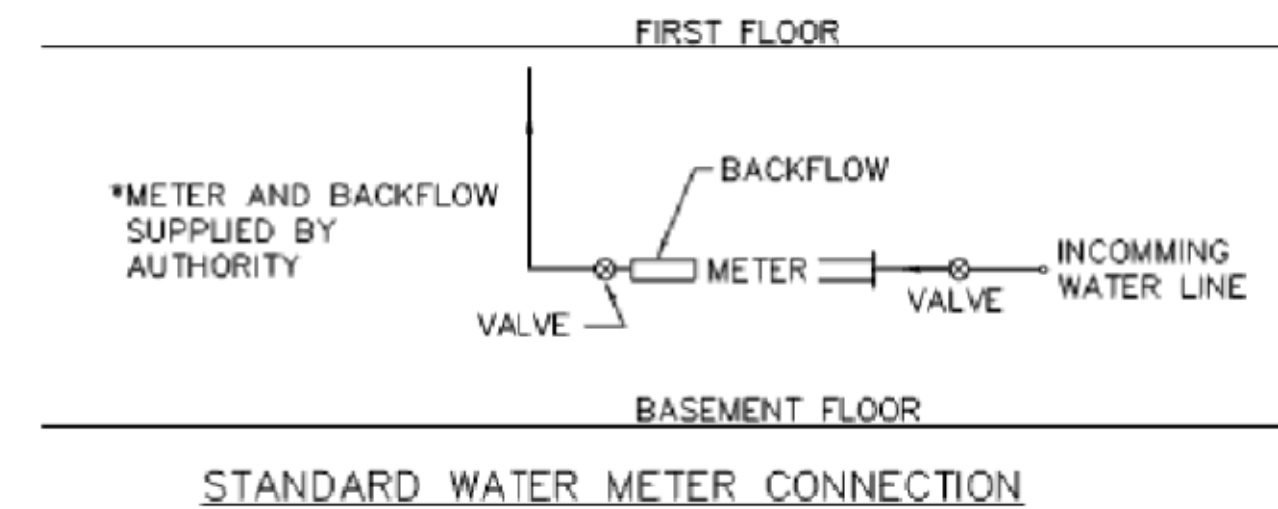 FIRST FLOOR
BACKFLOW
*METER AND BACKFLOW
SUPPLIED BY
AUTHORITY
METER
INCOMMING
WATER LINE
VALVE
VALVE
BASEMENT FLOOR
STANDARD WATER METER CONNECTION